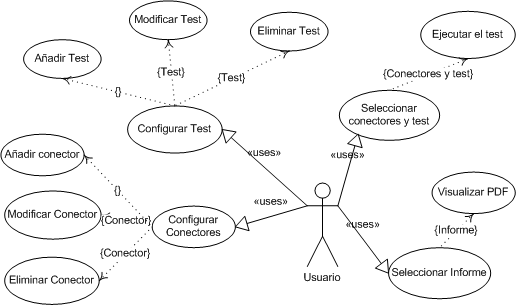 Modificar Test
Eliminar Test
Ejecutar el test
Añadir Test
{Test}
{Test}
{Conectores y test}
{}
Configurar Test
Seleccionar
conectores y test
Añadir conector
«uses»
«uses»
Visualizar PDF
{}
«uses»
Modificar Conector
{Conector}
Configurar
Conectores
«uses»
{Informe}
{Conector}
Eliminar Conector
Usuario
Seleccionar Informe